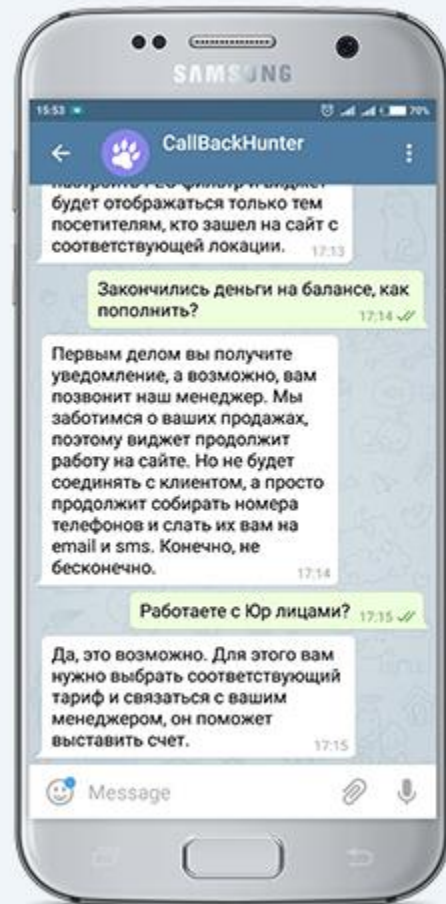 SAMSUNG
15:53
70%
CallBackHunter
будет отображаться только тем
посетителям, кто зашел на сайт с
соответствующей локации. 17:13
Закончились деньги на балансе, как
пополнить?
17:14
Первым делом вы получите
уведомление, а возможно, вам
позвонит наш менеджер. Мы
заботимся о ваших продажах,
поэтому виджет продолжит
работу на сайте. Но не будет
соединять с клиентом, а просто
продолжит собирать номера
телефонов и слать их вам на
email и sms. Конечно, не
бесконечно.
17:14
Работаете с Юр лицами? 17:15
Да, это возможно. Для этого вам
нужно выбрать соответствующий
тариф и связаться с вашим
менеджером, он поможет
выставить счет.
17:15
Message